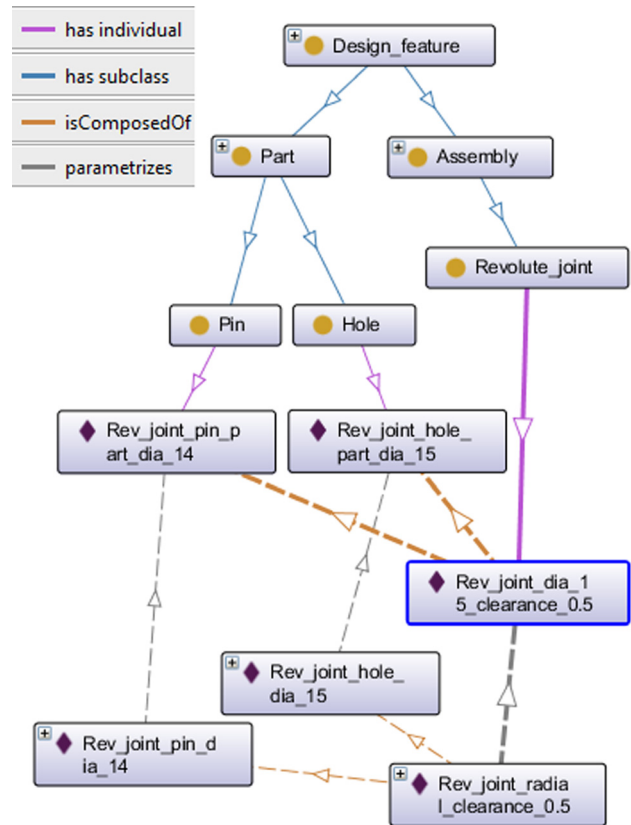 has individual
has subclass
isComposedOf
parametrizes
Design_feature
Part
Assembly
Revolute_joint
Pin
Hole
Rev_joint_pin_p
art_dia_14
Rev_joint_hole_
part_dia_15
Rev_joint_dia_1
5_clearance_0.5
Rev_joint_hole_
dia_15
Rev_joint_pin_d
ia_14
Rev_joint_radia
l_clearance_0.5